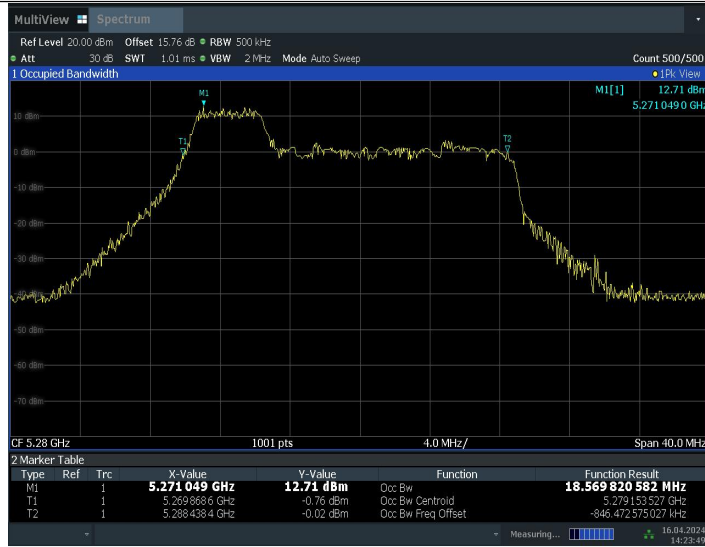 MultiView Spectrum
Ref Level 20.00 dBm Offset 15.76 dB RBW 500 kHz
Att 30 dB SWT 1.01 ms VBW 2 MHz Mode Auto Sweep Count 500/500
1 Occupied Bandwidth 1Pk View
M1[1] 12.71 dBm
5.271 049 0 GHz
M1
10 dBm
T1
T2
0 dBm
-10 dBm
-20 dBm
-30 dBm
-40 dBm
-50 dBm
-60 dBm
-70 dBm
CF 5.28 GHz 1001 pts 4.0 MHz/ Span 40.0 MHz
2 Marker Table
Type Ref Trc X-Value Y-Value Function Function Result
M1 1 5.271 049 GHz 12.71 dBm Occ Bw 18.569 820 582 MHz
T1 1 5.269 868 6 GHz -0.76 dBm Occ Bw Centroid 5.279 153 527 GHz
T2 1 5.288 438 4 GHz -0.02 dBm Occ Bw Freq Offset -846.472 575 027 kHz
Measuring... 16.04.2024
14:23:49